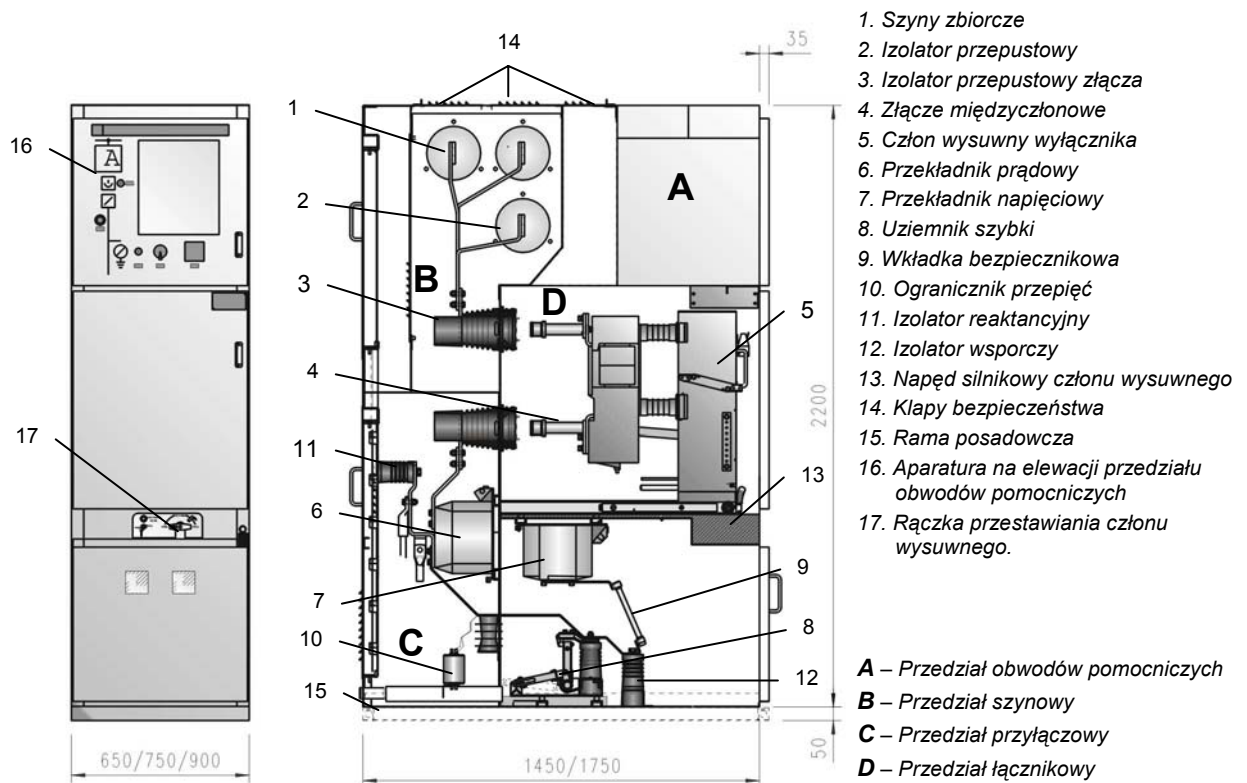 1. Szyny zbiorcze
2. Izolator przepustowy
3. Izolator przepustowy złącza
4. Złącze międzyczłonowe
5. Człon wysuwny wyłącznika
6. Przekładnik prądowy
7. Przekładnik napięciowy
8. Uziemnik szybki
9. Wkładka bezpiecznikowa
10. Ogranicznik przepięć
11. Izolator reaktancyjny
12. Izolator wsporczy
13. Napęd silnikowy członu wysuwnego
14. Klapy bezpieczeństwa
15. Rama posadowcza
16. Aparatura na elewacji przedziału
obwodów pomocniczych
17. Rączka przestawiania członu
wysuwnego.
A – Przedział obwodów pomocniczych
B – Przedział szynowy
C – Przedział przyłączowy
D – Przedział łącznikowy
14
35
1
16
A
A
2
B
3
D
5
4
2200
17
11
13
6
7
9
C
8
10
12
15
50
650/750/900
1450/1750